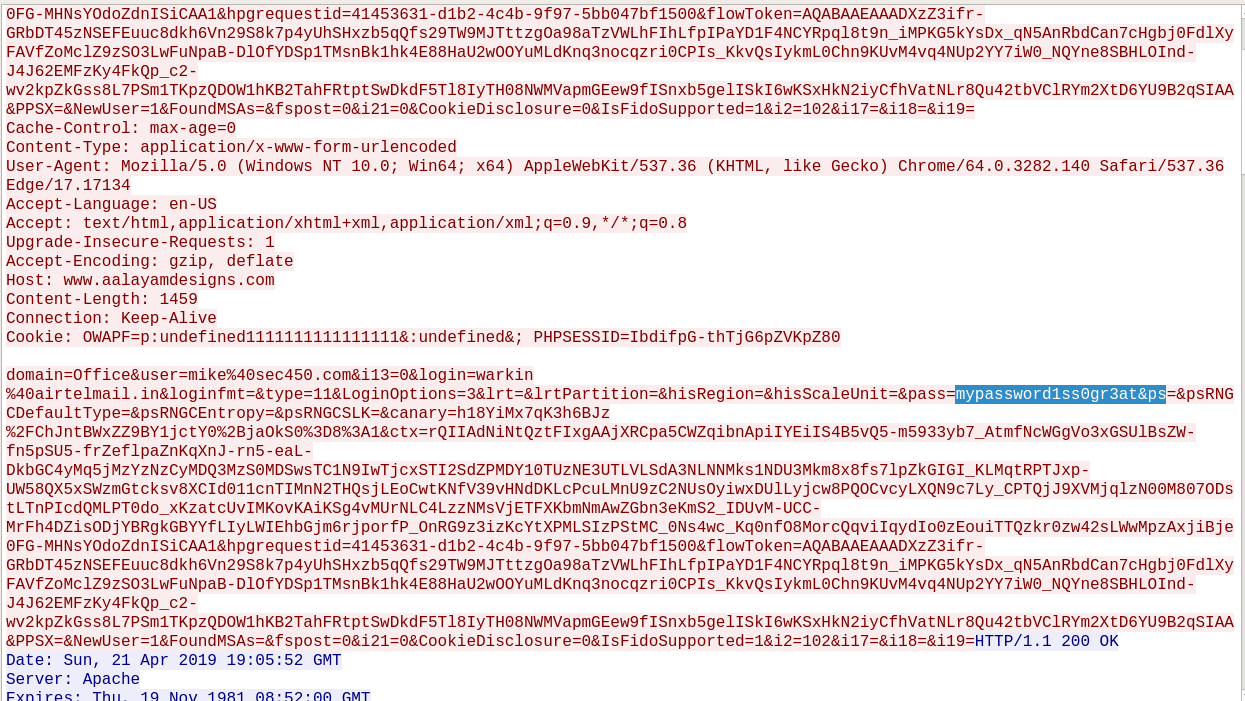 0FG-MHNsYOdoZdnISiCAA1&hpgrequestid=41453631-d1b2-4c4b-9f97-5bb047bf1500&flowToken=AQABAAEAAADXzZ3ifr-
GRbDT45zNSEFEuuc8dkh6Vn29S8k7p4yUhSHxzb5qQfs29TW9MJTttzgOa98aTzVWLhFIhLfpIPaYD1F4NCYRpql8t9n_iMPKG5kYsDx_qN5AnRbdCan7cHgbj0FdlXy
FAVfZoMclZ9zSO3LwFuNpaB-DlOfYDSp1TMsnBk1hk4E88HaU2wOOYuMLdKnq3nocqzri0CPIs_KkvQsIykmL0Chn9KUvM4vq4NUp2YY7iW0_NQYne8SBHLOInd-
J4J62EMFzKy4FkQp_c2-
wv2kpZkGss8L7PSm1TKpzQDOW1hKB2TahFRtptSwDkdF5Tl8IyTH08NWMVapmGEew9fISnxb5gelISkI6wKSxHkN2iyCfhVatNLr8Qu42tbVClRYm2XtD6YU9B2qSIAA
&PPSX=&NewUser=1&FoundMSAs=&fspost=0&i21=0&CookieDisclosure=0&IsFidoSupported=1&i2=102&i17=&i18=&i19=
Cache-Control: max-age=0
Content-Type: application/x-www-form-urlencoded
User-Agent: Mozilla/5.0 (Windows NT 10.0; Win64; x64) AppleWebKit/537.36 (KHTML, like Gecko) Chrome/64.0.3282.140 Safari/537.36
Edge/17.17134
Accept-Language: en-US
Accept: text/html,application/xhtml+xml,application/xml;q=0.9,*/*;q=0.8
Upgrade-Insecure-Requests: 1
Accept-Encoding: gzip, deflate
Host: www.aalayamdesigns.com
Content-Length: 1459
Connection: Keep-Alive
Cookie: OWAPF=p:undefined1111111111111111&:undefined&; PHPSESSID=IbdifpG-thTjG6pZVKpZ80
domain=Office&user=mike%40sec450.com&i13=0&login=warkin
%40airtelmail.in&loginfmt=&type=11&LoginOptions=3&lrt=&lrtPartition=&hisRegion=&hisScaleUnit=&pass=mypassword1ss0gr3at&ps=&psRNG
CDefaultType=&psRNGCEntropy=&psRNGCSLK=&canary=h18YiMx7qK3h6BJz
%2FChJntBWxZZ9BY1jctY0%2BjaOkS0%3D8%3A1&ctx=rQIIAdNiNtQztFIxgAAjXRCpa5CWZqibnApiIYEiIS4B5vQ5-m5933yb7_AtmfNcWGgVo3xGSUlBsZW-
fn5pSU5-frZeflpaZnKqXnJ-rn5-eaL-
DkbGC4yMq5jMzYzNzCyMDQ3MzS0MDSwsTC1N9IwTjcxSTI2SdZPMDY10TUzNE3UTLVLSdA3NLNNMks1NDU3Mkm8x8fs7lpZkGIGI_KLMqtRPTJxp-
UW58QX5xSWzmGtcksv8XCId011cnTIMnN2THQsjLEoCwtKNfV39vHNdDKLcPcuLMnU9zC2NUsOyiwxDUlLyjcw8PQOCvcyLXQN9c7Ly_CPTQjJ9XVMjqlzN00M807ODs
tLTnPIcdQMLPT0do_xKzatcUvIMKovKAiKSg4vMUrNLC4LzzNMsVjETFXKbmNmAwZGbn3eKmS2_IDUvM-UCC-
MrFh4DZisODjYBRgkGBYYfLIyLWIEhbGjm6rjporfP_OnRG9z3izKcYtXPMLSIzPStMC_0Ns4wc_Kq0nfO8MorcQqviIqydIo0zEouiTTQzkr0zw42sLWwMpzAxjiBje
0FG-MHNsYOdoZdnISiCAA1&hpgrequestid=41453631-d1b2-4c4b-9f97-5bb047bf1500&flowToken=AQABAAEAAADXzZ3ifr-
GRbDT45zNSEFEuuc8dkh6Vn29S8k7p4yUhSHxzb5qQfs29TW9MJTttzgOa98aTzVWLhFIhLfpIPaYD1F4NCYRpql8t9n_iMPKG5kYsDx_qN5AnRbdCan7cHgbj0FdlXy
FAVfZoMclZ9zSO3LwFuNpaB-DlOfYDSp1TMsnBk1hk4E88HaU2wOOYuMLdKnq3nocqzri0CPIs_KkvQsIykmL0Chn9KUvM4vq4NUp2YY7iW0_NQYne8SBHLOInd-
J4J62EMFzKy4FkQp_c2-
wv2kpZkGss8L7PSm1TKpzQDOW1hKB2TahFRtptSwDkdF5Tl8IyTH08NWMVapmGEew9fISnxb5gelISkI6wKSxHkN2iyCfhVatNLr8Qu42tbVClRYm2XtD6YU9B2qSIAA
&PPSX=&NewUser=1&FoundMSAs=&fspost=0&i21=0&CookieDisclosure=0&IsFidoSupported=1&i2=102&i17=&i18=&i19=HTTP/1.1 200 OK
Date: Sun, 21 Apr 2019 19:05:52 GMT
Server: Apache
Expires: Thu, 19 Nov 1981 08:52:00 GMT